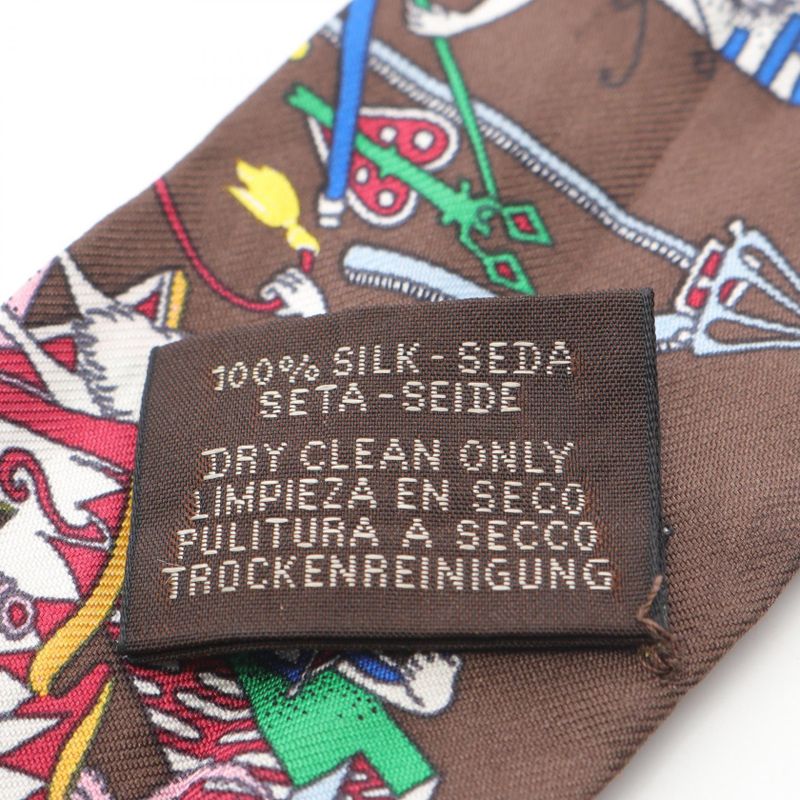 100% SILK - SEDA
SETA - SEIDE
DRY CLEAN ONLY
LIMPIEZA EN SECO
PULITURA A SECCO
TROCKENREINIGUNG